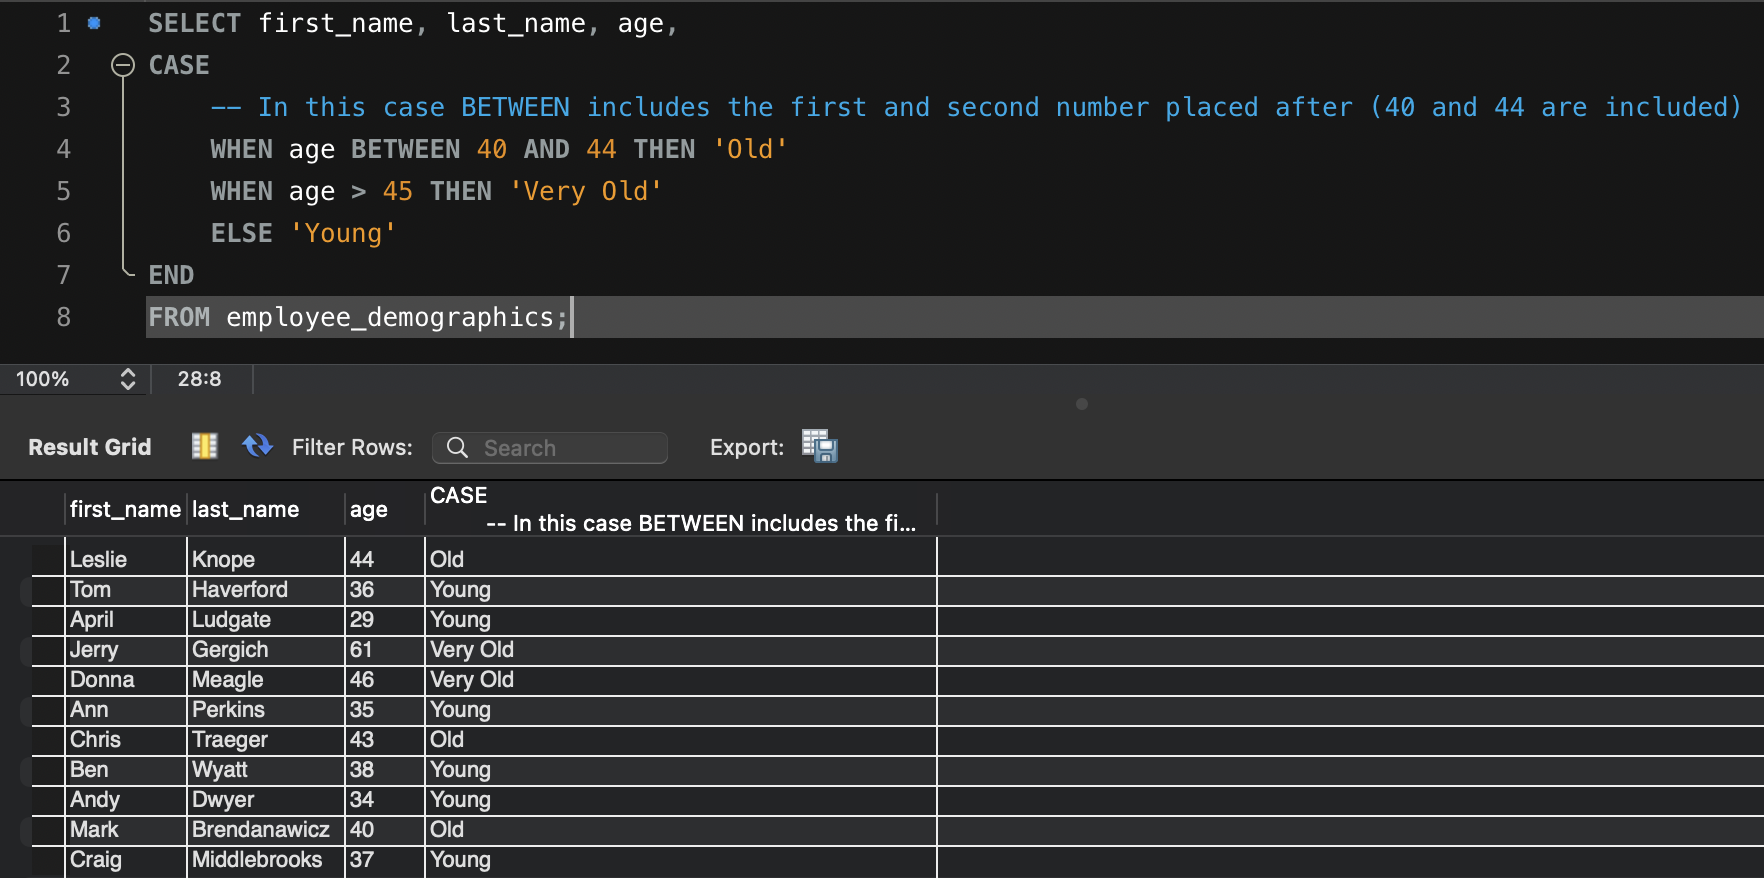 1 SELECT first_name, last_name, age,
2 CASE
3 -- In this case BETWEEN includes the first and second number placed after (40 and 44 are included)
4 WHEN age BETWEEN 40 AND 44 THEN 'Old'
5 WHEN age > 45 THEN 'Very Old'
6 ELSE 'Young'
7 END
8 FROM employee_demographics;
100% 28:8
Result Grid Filter Rows: Search Export:
first_name last_name age CASE
-- In this case BETWEEN includes the fi...
Leslie Knope 44 Old
Tom Haverford 36 Young
April Ludgate 29 Young
Jerry Gergich 61 Very Old
Donna Meagle 46 Very Old
Ann Perkins 35 Young
Chris Traeger 43 Old
Ben Wyatt 38 Young
Andy Dwyer 34 Young
Mark Brendanawicz 40 Old
Craig Middlebrooks 37 Young